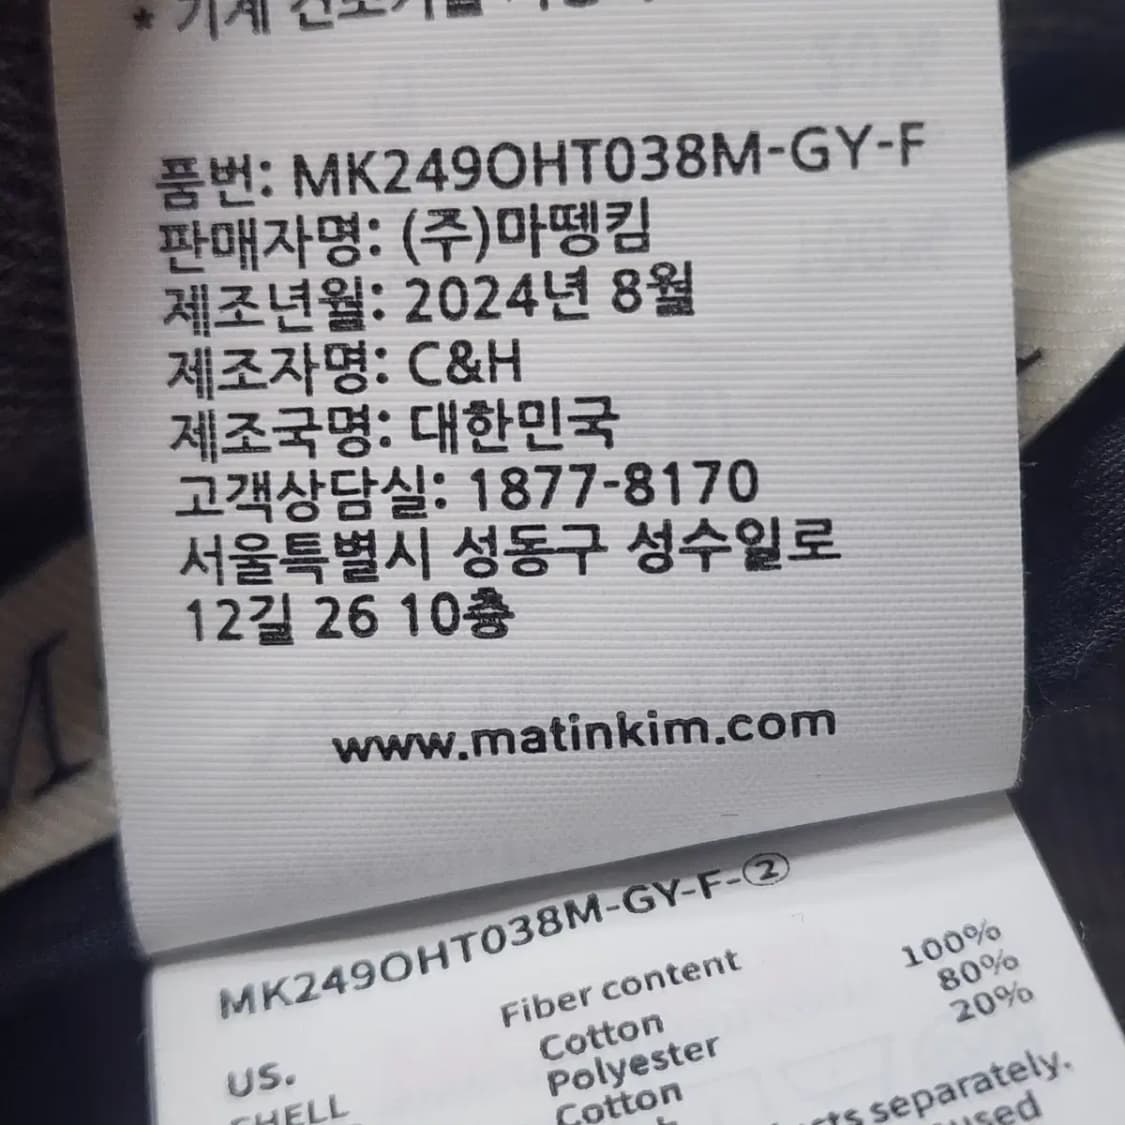 * 기계
품번: MK249OHT038M-GY-F
판매자명: (주)마뗑킴
제조년월: 2024년 8월
제조자명: C&H
제조국명: 대한민국
고객상담실: 1877-8170
서울특별시 성동구 성수일로
12길 26 10층
www.matinkim.com
MK249OHT038M-GY-F-②
Fiber content
US.
Cotton 100%
SHELL
Polyester 80%
Cotton 20%
separately.